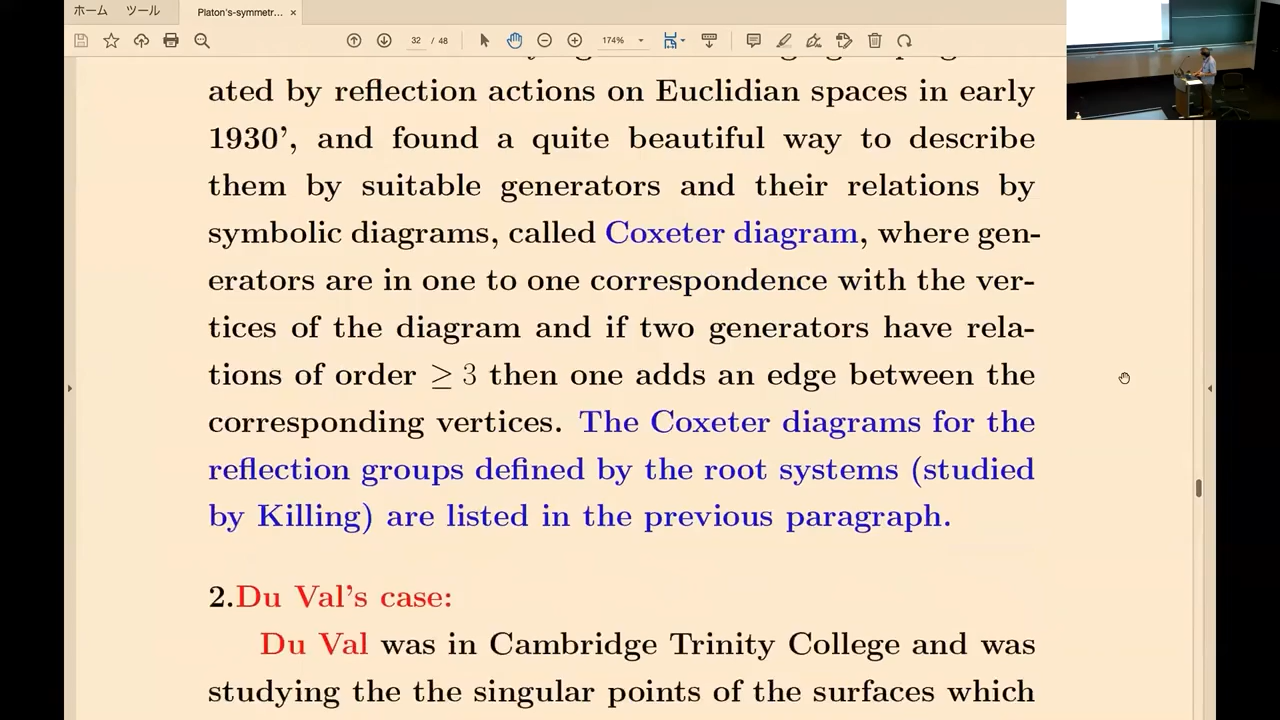 ホーム ツール Platon's-symmetr... ×
32 / 48 174%
ated by reflection actions on Euclidian spaces in early
1930', and found a quite beautiful way to describe
them by suitable generators and their relations by
symbolic diagrams, called Coxeter diagram, where gen-
erators are in one to one correspondence with the ver-
tices of the diagram and if two generators have rela-
tions of order ≥ 3 then one adds an edge between the
corresponding vertices. The Coxeter diagrams for the
reflection groups defined by the root systems (studied
by Killing) are listed in the previous paragraph.
2.Du Val's case:
Du Val was in Cambridge Trinity College and was
studying the the singular points of the surfaces which